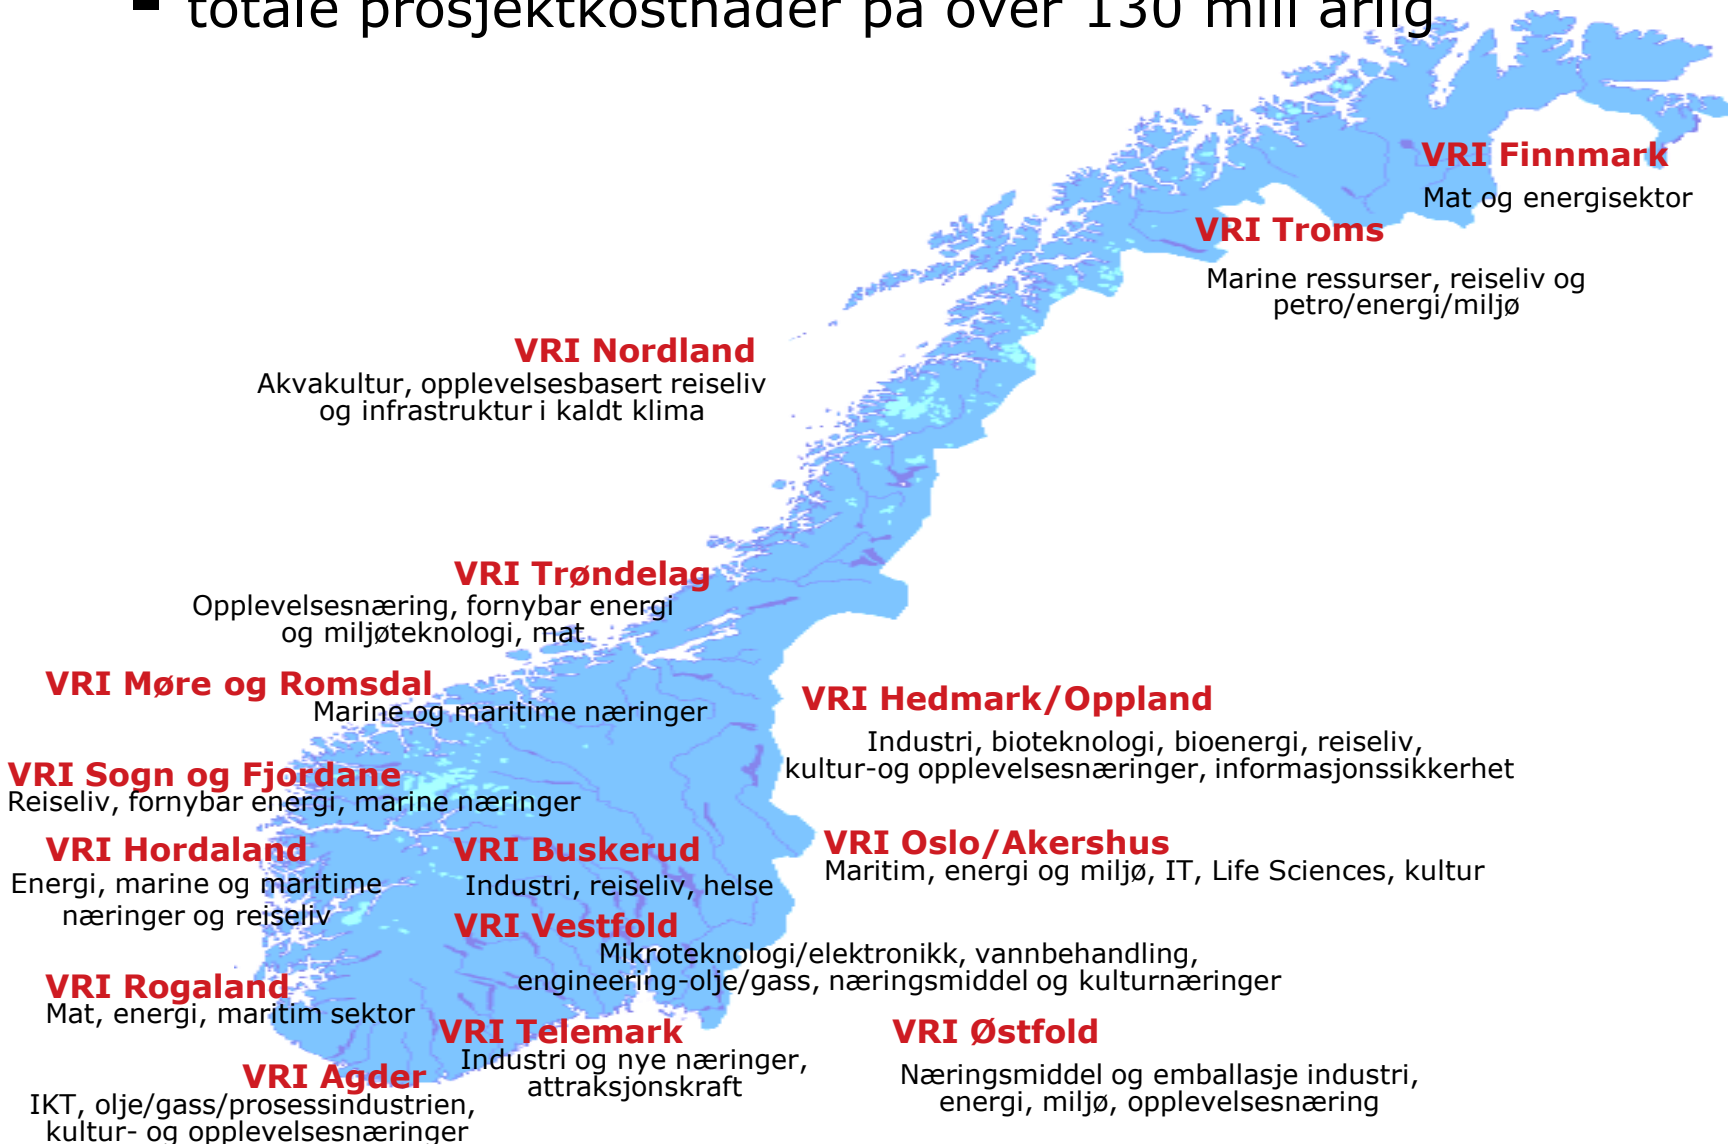 totale prosjektkostnader på over 130 mill årlig
VRI Finnmark
Mat og energisektor
VRI Troms
Marine ressurser, reiseliv og
petro/energi/miljø
VRI Nordland
Akvakultur, opplevelsesbasert reiseliv
og infrastruktur i kaldt klima
VRI Trøndelag
Opplevelsesnæring, fornybar energi
og miljøteknologi, mat
VRI Møre og Romsdal
Marine og maritime næringer
VRI Hedmark/Oppland
Industri, bioteknologi, bioenergi, reiseliv,
kultur-og opplevelsesnæringer, informasjonssikkerhet
VRI Sogn og Fjordane
Reiseliv, fornybar energi, marine næringer
VRI Hordaland
Energi, marine og maritime
næringer og reiseliv
VRI Buskerud
Industri, reiseliv, helse
VRI Oslo/Akershus
Maritim, energi og miljø, IT, Life Sciences, kultur
VRI Vestfold
Mikroteknologi/elektronikk, vannbehandling,
engineering-olje/gass, næringsmiddel og kulturnæringer
VRI Rogaland
Mat, energi, maritim sektor
VRI Telemark
Industri og nye næringer,
attraksjonskraft
VRI Østfold
Næringsmiddel og emballasje industri,
energi, miljø, opplevelsesnæring
VRI Agder
IKT, olje/gass/prosessindustrien,
kultur- og opplevelsesnæringer